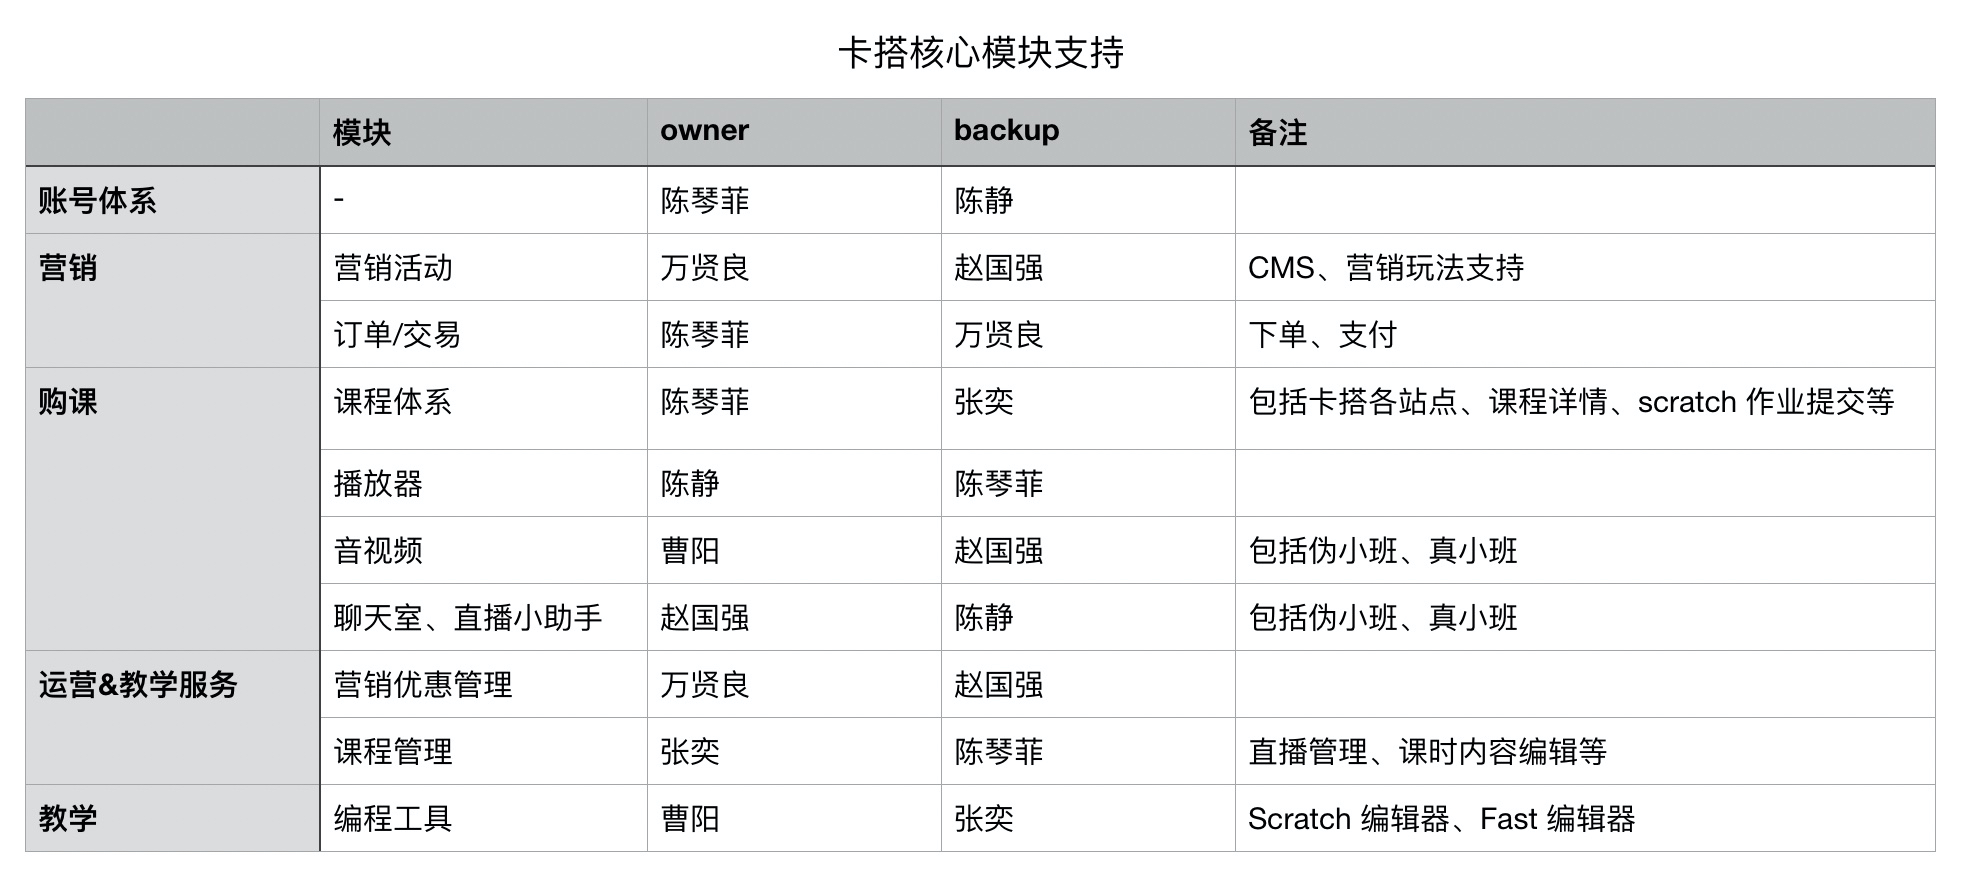 卡搭核心模块支持
模块 owner backup 备注
账号体系 - 陈琴菲 陈静
营销 营销活动 万贤良 赵国强 CMS、营销玩法支持
订单/交易 陈琴菲 万贤良 下单、支付
购课 课程体系 陈琴菲 张奕 包括卡搭各站点、课程详情、scratch 作业提交等
播放器 陈静 陈琴菲
音视频 曹阳 赵国强 包括伪小班、真小班
聊天室、直播小助手 赵国强 陈静 包括伪小班、真小班
运营&教学服务 营销优惠管理 万贤良 赵国强
课程管理 张奕 陈琴菲 直播管理、课时内容编辑等
教学 编程工具 曹阳 张奕 Scratch 编辑器、Fast 编辑器